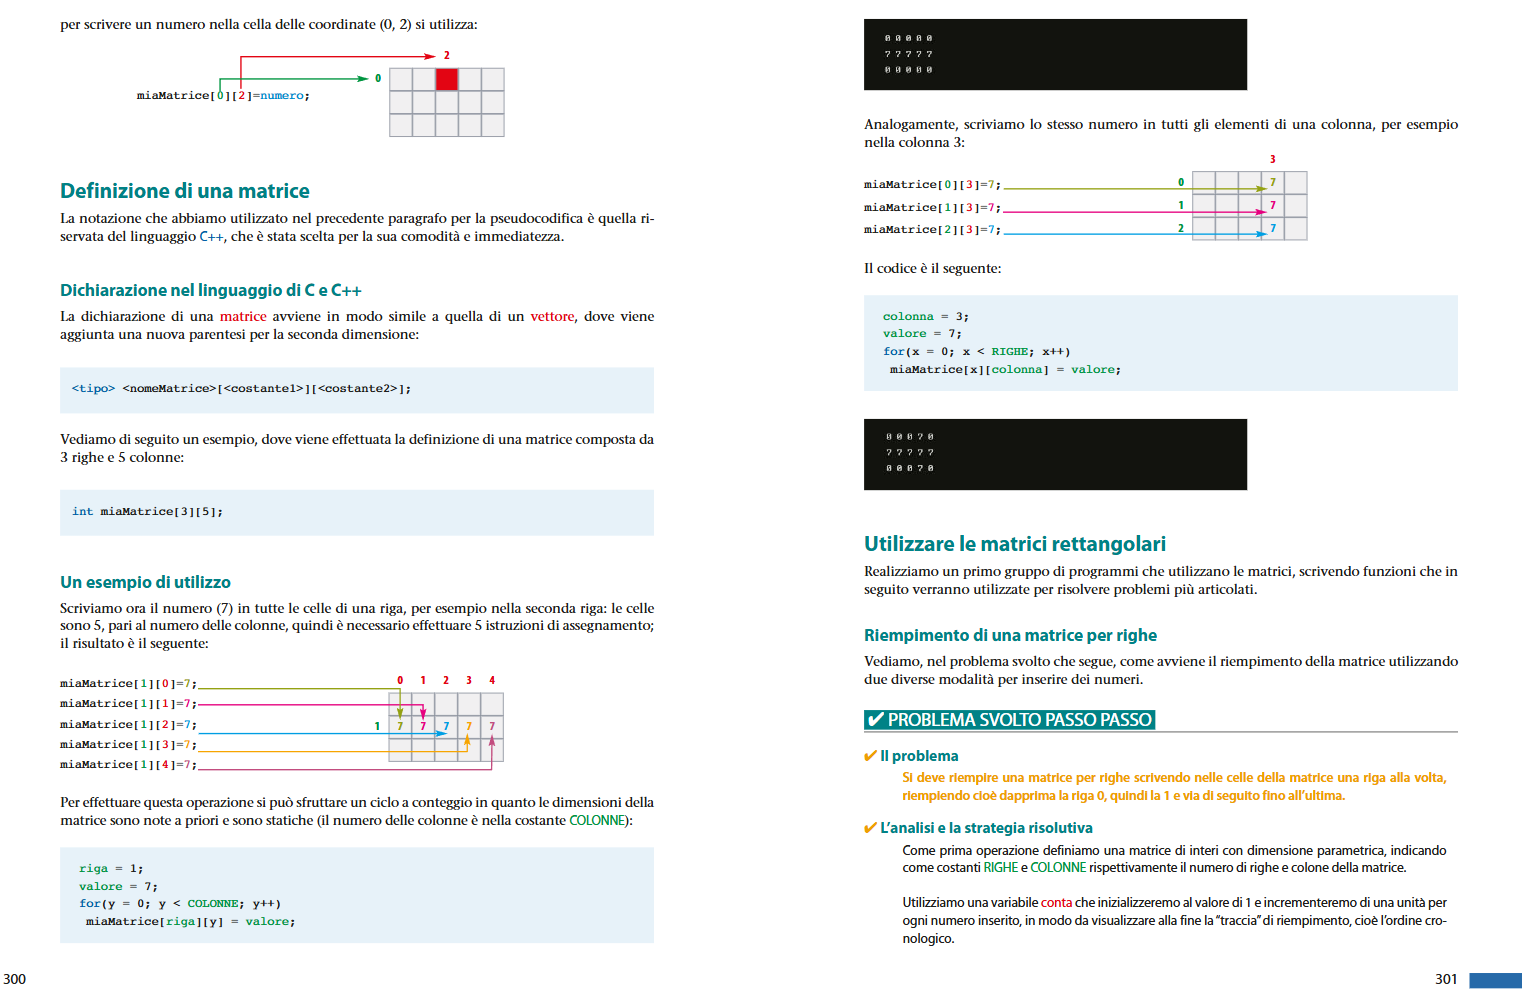 per scrivere un numero nella cella delle coordinate (0, 2) si utilizza:
2
0
miaMatrice[0][2]=numero;
Definizione di una matrice
La notazione che abbiamo utilizzato nel precedente paragrafo per la pseudocodifica è quella ri-
servata del linguaggio C++, che è stata scelta per la sua comodità e immediatezza.
Dichiarazione nel linguaggio di C e C++
La dichiarazione di una matrice avviene in modo simile a quella di un vettore, dove viene
aggiunta una nuova parentesi per la seconda dimensione:
<tipo> <nomeMatrice>[<costante1>][<costante2>];
Vediamo di seguito un esempio, dove viene effettuata la definizione di una matrice composta da
3 righe e 5 colonne:
int miaMatrice[3][5];
Un esempio di utilizzo
Scriviamo ora il numero (7) in tutte le celle di una riga, per esempio nella seconda riga: le celle
sono 5, pari al numero delle colonne, quindi è necessario effettuare 5 istruzioni di assegnamento;
il risultato è il seguente:
0 1 2 3 4
miaMatrice[1][0]=7;
miaMatrice[1][1]=7;
miaMatrice[1][2]=7;
1 7 7 7 7 7
miaMatrice[1][3]=7;
miaMatrice[1][4]=7;
Per effettuare questa operazione si può sfruttare un ciclo a conteggio in quanto le dimensioni della
matrice sono note a priori e sono statiche (il numero delle colonne è nella costante COLONNE):
riga = 1;
valore = 7;
for(y = 0; y < COLONNE; y++)
miaMatrice[riga][y] = valore;
300
0 0 0 0 0
7 7 7 7 7
0 0 0 0 0
Analogamente, scriviamo lo stesso numero in tutti gli elementi di una colonna, per esempio
nella colonna 3:
3
miaMatrice[0][3]=7; 0 7
miaMatrice[1][3]=7; 1 7
miaMatrice[2][3]=7; 2 7
Il codice è il seguente:
colonna = 3;
valore = 7;
for(x = 0; x < RIGHE; x++)
miaMatrice[x][colonna] = valore;
0 0 0 7 0
7 7 7 7 7
0 0 0 7 0
Utilizzare le matrici rettangolari
Realizziamo un primo gruppo di programmi che utilizzano le matrici, scrivendo funzioni che in
seguito verranno utilizzate per risolvere problemi più articolati.
Riempimento di una matrice per righe
Vediamo, nel problema svolto che segue, come avviene il riempimento della matrice utilizzando
due diverse modalità per inserire dei numeri.
✔ PROBLEMA SVOLTO PASSO PASSO
✔ Il problema
Si deve riempire una matrice per righe scrivendo nelle celle della matrice una riga alla volta,
riempiendo cioè dapprima la riga 0, quindi la 1 e via di seguito fino all'ultima.
✔ L'analisi e la strategia risolutiva
Come prima operazione definiamo una matrice di interi con dimensione parametrica, indicando
come costanti RIGHE e COLONNE rispettivamente il numero di righe e colone della matrice.
Utilizziamo una variabile conta che inizializzeremo al valore di 1 e incrementeremo di una unità per
ogni numero inserito, in modo da visualizzare alla fine la "traccia" di riempimento, cioè l'ordine cro-
nologico.
301